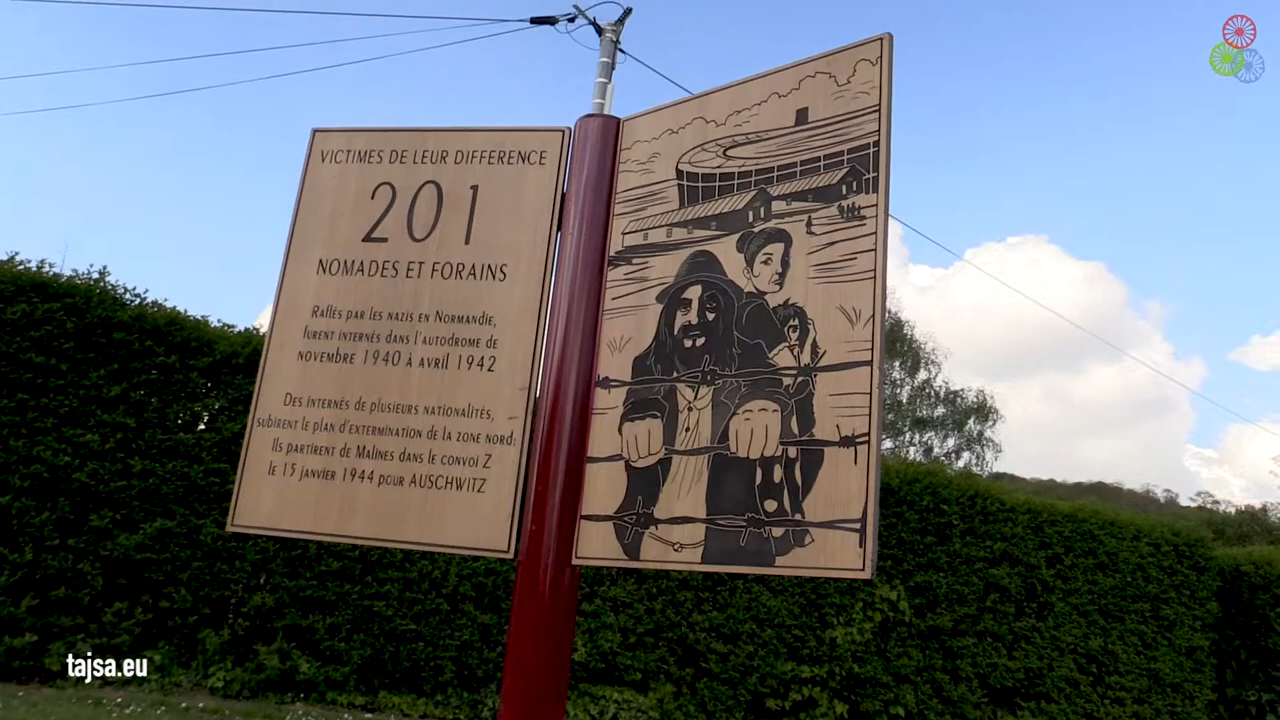 VICTIMES DE LEUR DIFFERENCE
201
NOMADES ET FORAINS
Raflés par les nazis en Normandie,
furent internés dans l'autodrome de
novembre 1940 à avril 1942
Des internés de plusieurs nationalités,
subirent le plan d'extermination de la zone nord:
Ils partirent de Malines dans le convoi Z
le 15 janvier 1944 pour AUSCHWITZ
tajsa.eu